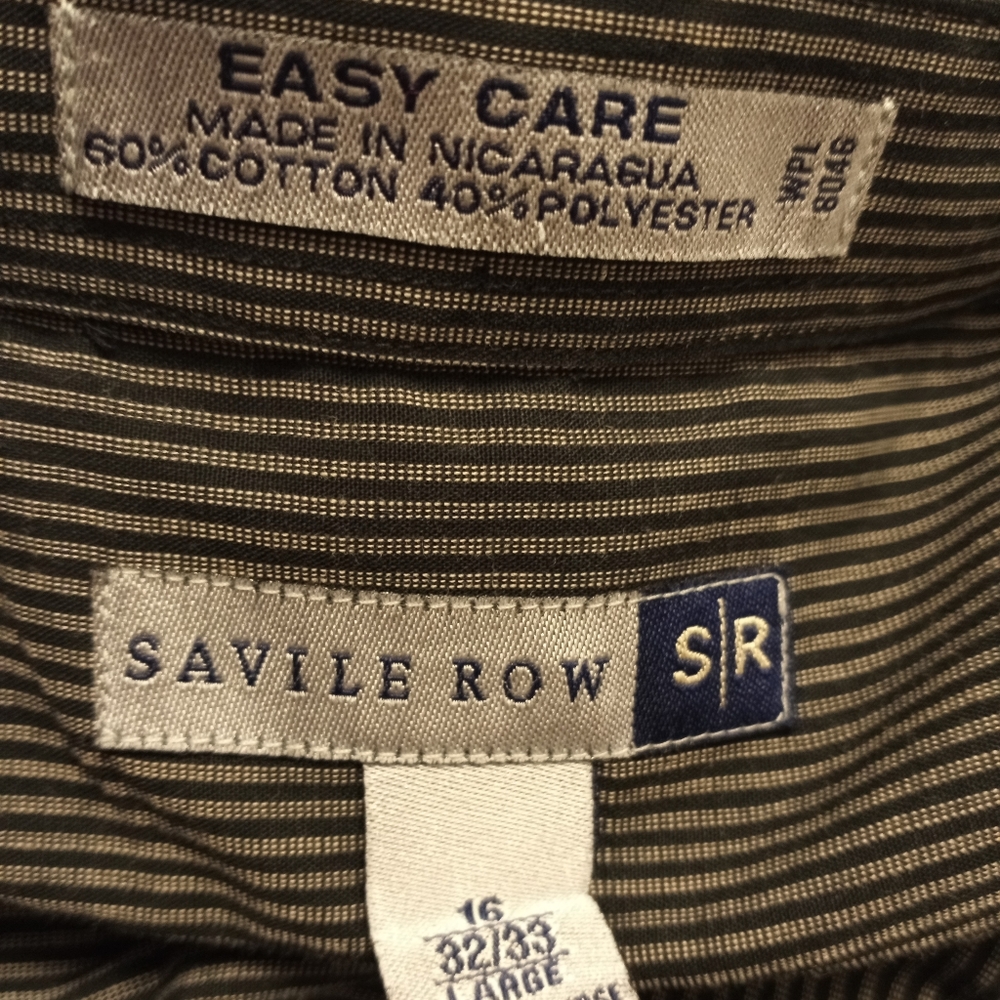 EASY CARE
MADE IN NICARAGUA
60% COTTON 40% POLYESTER
WPL
8046
SAVILE ROW
S|R
16
32/33
LARGE